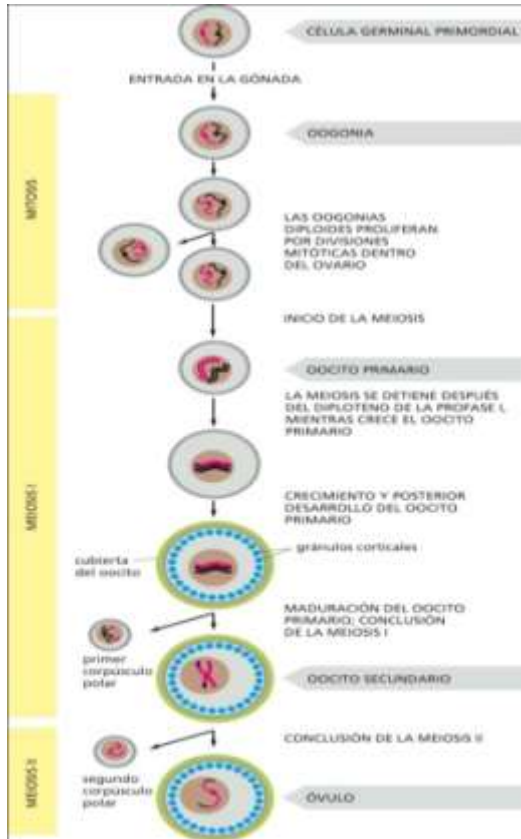 CÉLULA GERMINAL PRIMORDIAL
ENTRADA EN LA GÓNADA
OOGONIA
MITOSIS
LAS OOGONIAS
DIPLOIDES PROLIFERAN
POR DIVISIONES
MITÓTICAS DENTRO
DEL OVARIO
INICIO DE LA MEIOSIS
OOCITO PRIMARIO
LA MEIOSIS SE DETIENE DESPUÉS
DEL DIPLOTENO DE LA PROFASE I,
MIENTRAS CRECE EL OOCITO
PRIMARIO
MEIOSIS I
CRECIMIENTO Y POSTERIOR
DESARROLLO DEL OOCITO
PRIMARIO
cubierta
del oocito
gránulos corticales
MADURACIÓN DEL OOCITO
PRIMARIO; CONCLUSIÓN
DE LA MEIOSIS I
primer
corpúsculo
polar
OOCITO SECUNDARIO
CONCLUSIÓN DE LA MEIOSIS II
MEIOSIS II
segundo
corpúsculo
polar
ÓVULO